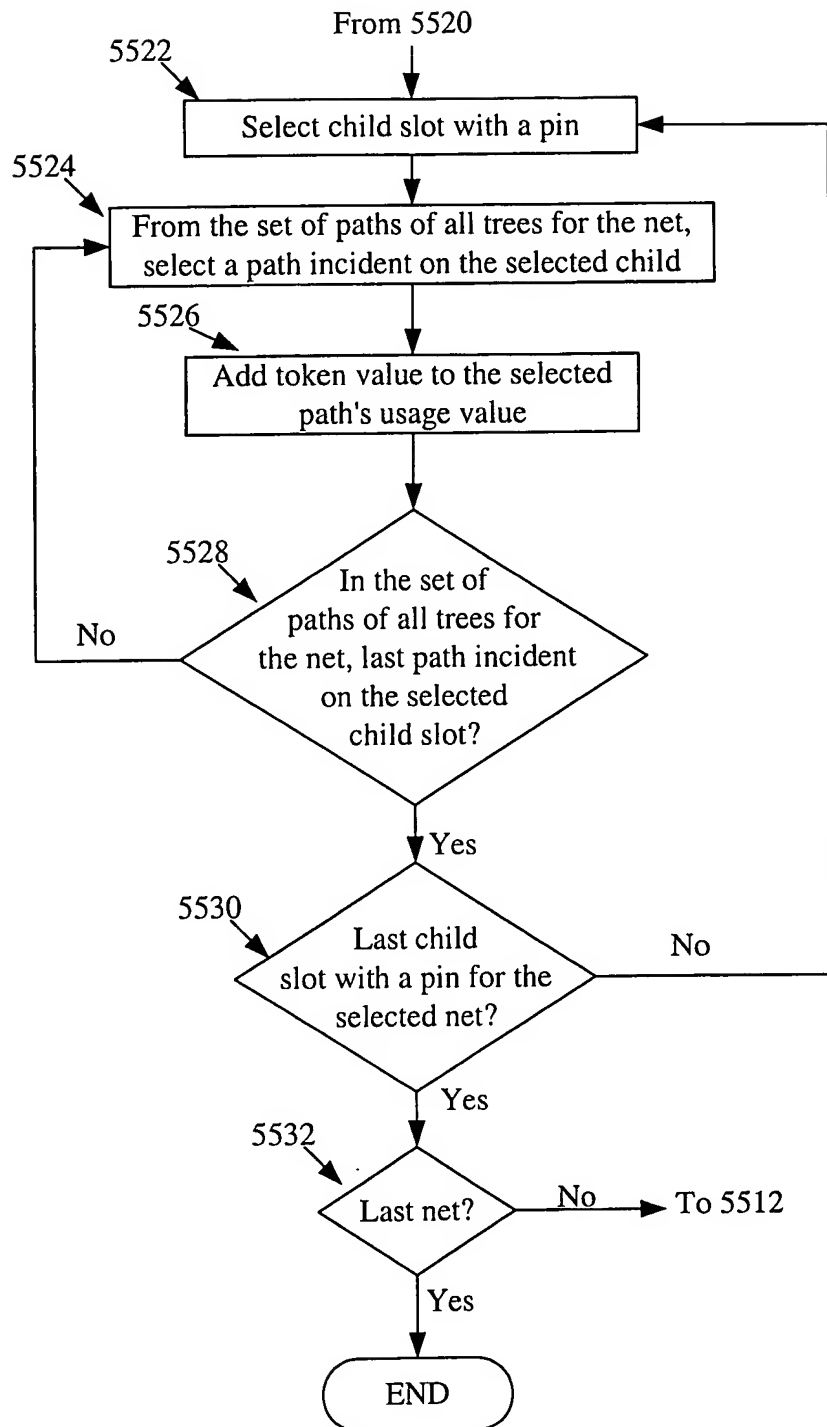 From 5520
5522
Select child slot with a pin
5524
From the set of paths of all trees for the net,
select a path incident on the selected child
5526
Add token value to the selected
path's usage value
5528
In the set of
paths of all trees for
the net, last path incident
on the selected
child slot?
No
Yes
5530
Last child
slot with a pin for the
selected net?
No
Yes
5532
Last net?
No
To 5512
Yes
END